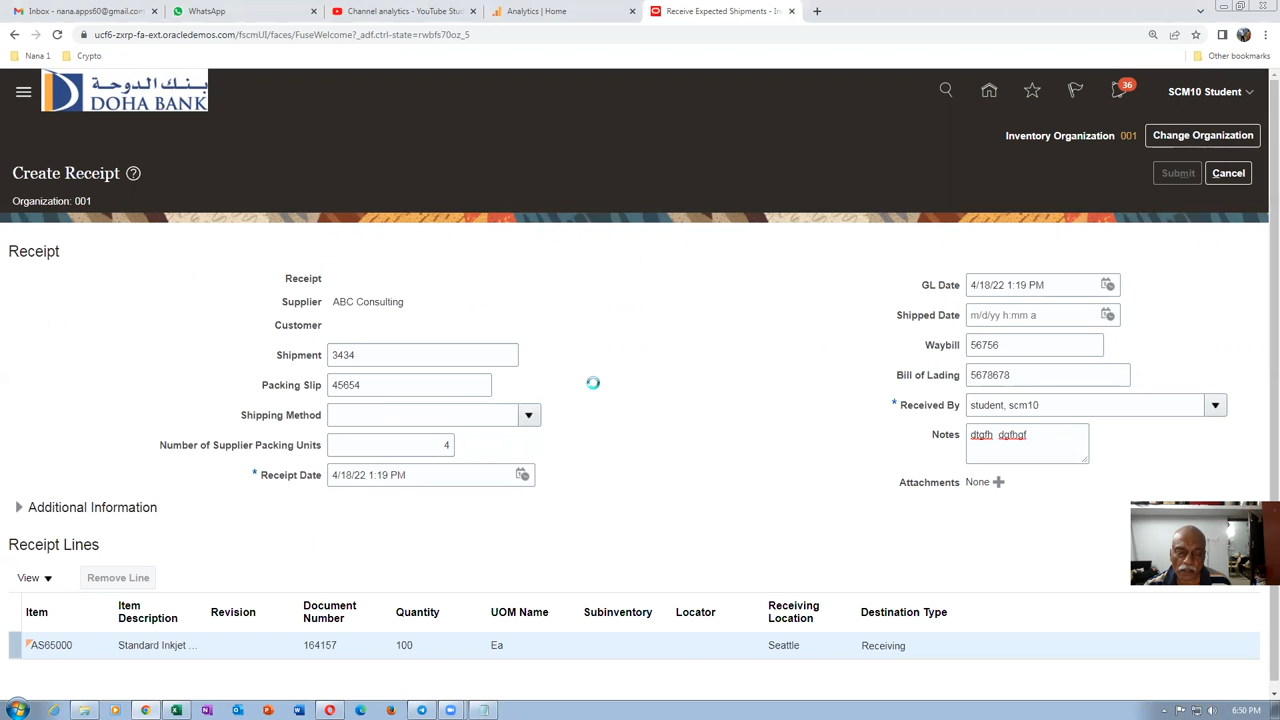 Inbox - nana.apps60@gmail.com
WhatsApp
Channel analytics - YouTube Stu
Analytics | Home
Receive Expected Shipments - In
ucf6-zxrp-fa-ext.oracledemos.com/fscmUI/faces/FuseWelcome?_adf.ctrl-state=rwbfs70oz_5
Nana 1
Crypto
Other bookmarks
بنك الدوحة
DOHA BANK
36
SCM10 Student
Inventory Organization 001
Change Organization
Create Receipt
Submit
Cancel
Organization: 001
Receipt
Receipt
Supplier ABC Consulting
Customer
Shipment 3434
Packing Slip 45654
Shipping Method
Number of Supplier Packing Units 4
* Receipt Date 4/18/22 1:19 PM
GL Date 4/18/22 1:19 PM
Shipped Date m/d/yy h:mm a
Waybill 56756
Bill of Lading 5678678
* Received By student, scm10
Notes dtgfh dgfhgf
Attachments None
Additional Information
Receipt Lines
View
Remove Line
Item Item Description Revision Document Number Quantity UOM Name Subinventory Locator Receiving Location Destination Type
AS65000 Standard Inkjet ... 164157 100 Ea Seattle Receiving
6:50 PM